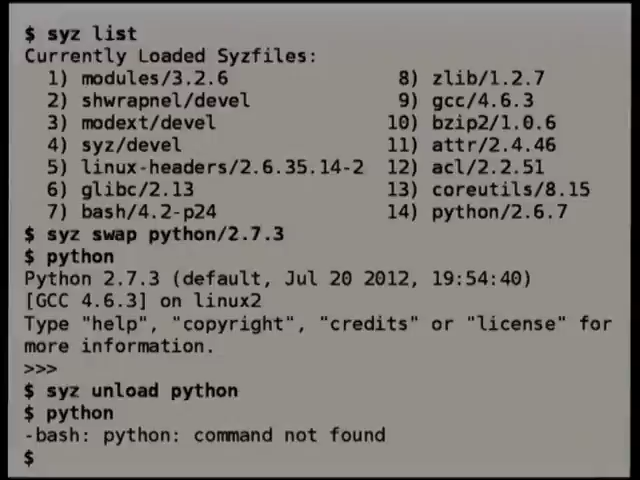 $ syz list
Currently Loaded Syzfiles:
1) modules/3.2.6 8) zlib/1.2.7
2) shwrapnel/devel 9) gcc/4.6.3
3) modext/devel 10) bzip2/1.0.6
4) syz/devel 11) attr/2.4.46
5) linux-headers/2.6.35.14-2 12) acl/2.2.51
6) glibc/2.13 13) coreutils/8.15
7) bash/4.2-p24 14) python/2.6.7
$ syz swap python/2.7.3
$ python
Python 2.7.3 (default, Jul 20 2012, 19:54:40)
[GCC 4.6.3] on linux2
Type "help", "copyright", "credits" or "license" for
more information.
>>>
$ syz unload python
$ python
-bash: python: command not found
$